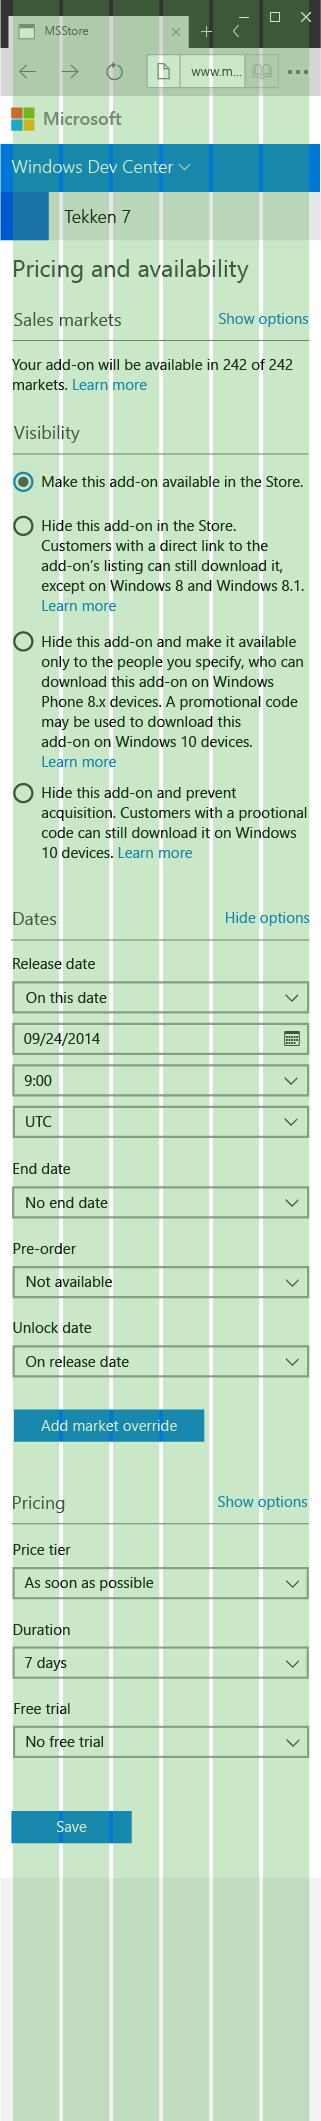 MSStore
www.m...
Microsoft
Windows Dev Center
Tekken 7
Pricing and availability
Sales markets
Show options
Your add-on will be available in 242 of 242
markets. Learn more
Visibility
Make this add-on available in the Store.
Hide this add-on in the Store.
Customers with a direct link to the
add-on's listing can still download it,
except on Windows 8 and Windows 8.1.
Learn more
Hide this add-on and make it available
only to the people you specify, who can
download this add-on on Windows
Phone 8.x devices. A promotional code
may be used to download this
add-on on Windows 10 devices.
Learn more
Hide this add-on and prevent
acquisition. Customers with a prootional
code can still download it on Windows
10 devices. Learn more
Dates
Hide options
Release date
On this date
09/24/2014
9:00
UTC
End date
No end date
Pre-order
Not available
Unlock date
On release date
Add market override
Pricing
Show options
Price tier
As soon as possible
Duration
7 days
Free trial
No free trial
Save